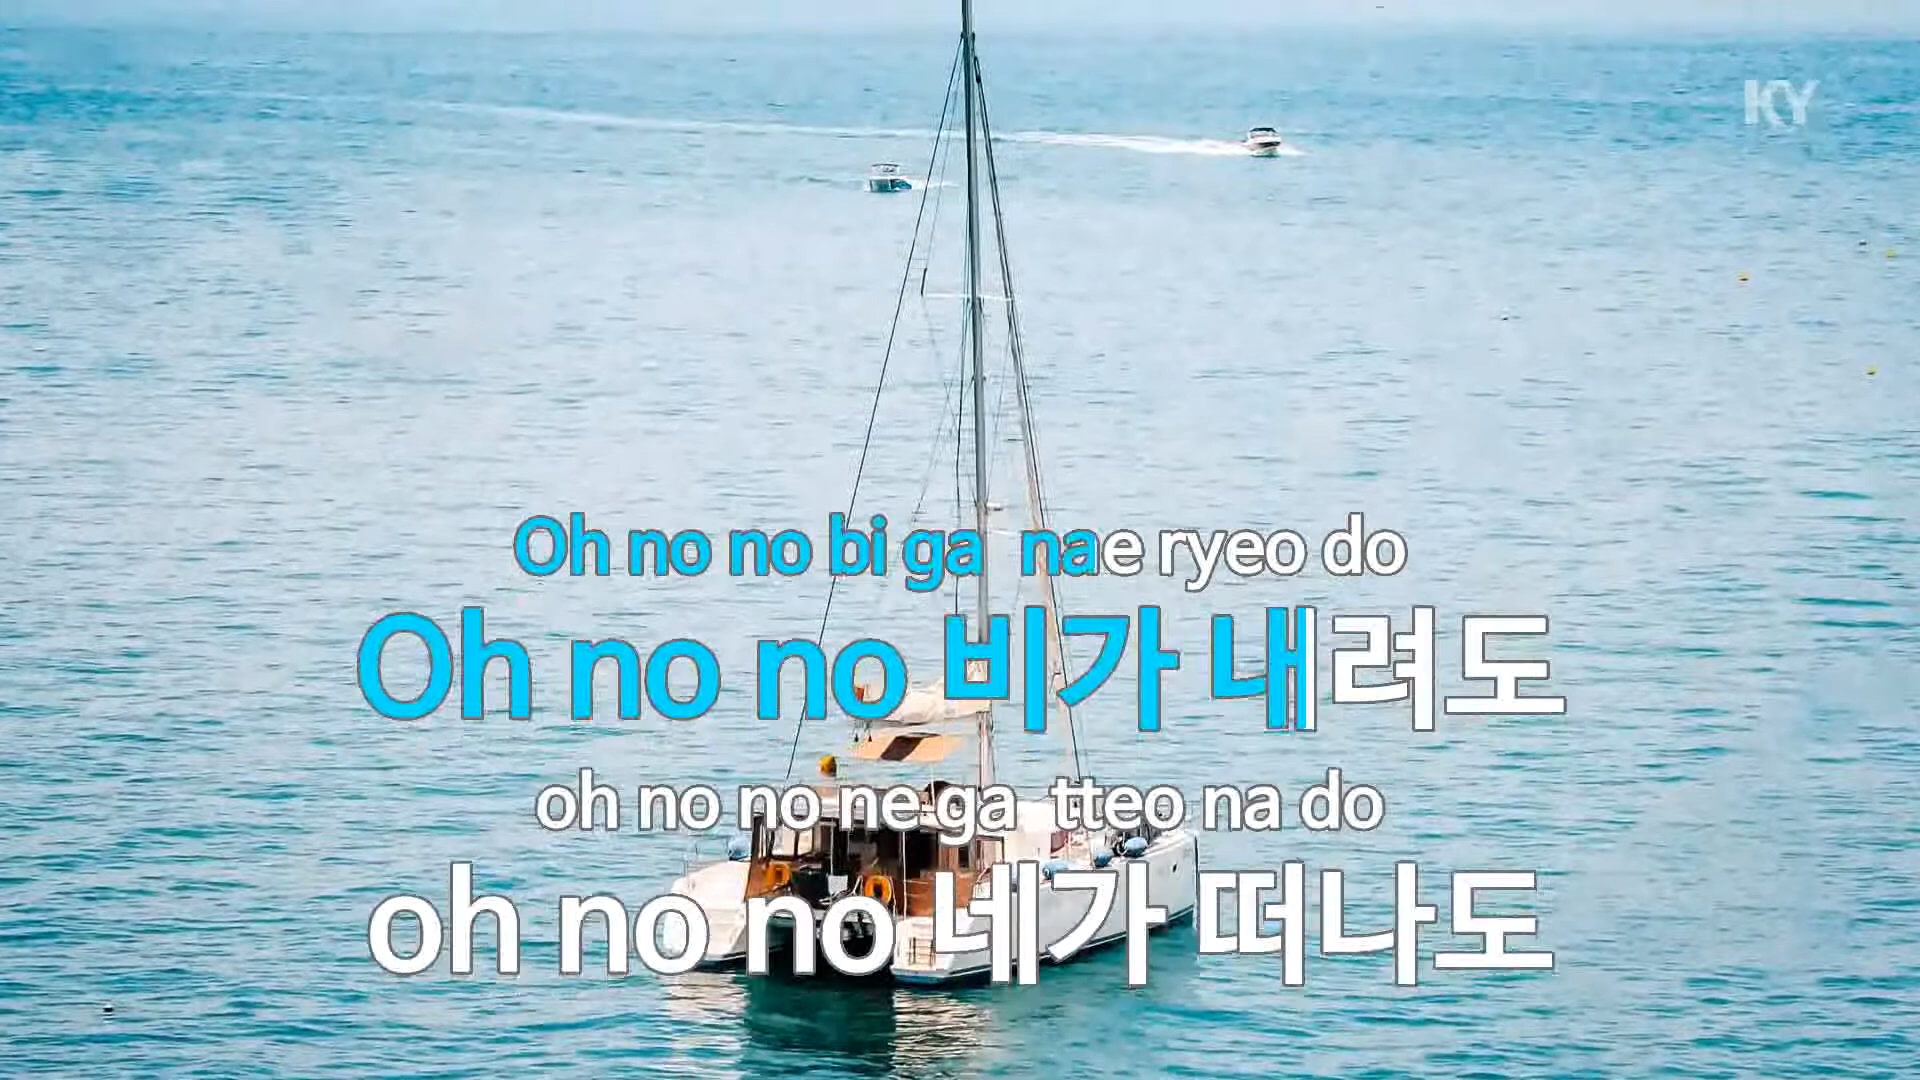 KY
Oh no no bi ga nae ryeo do
Oh no no 비가 내려도
oh no no ne ga tteo na do
oh no no 네가 떠나도